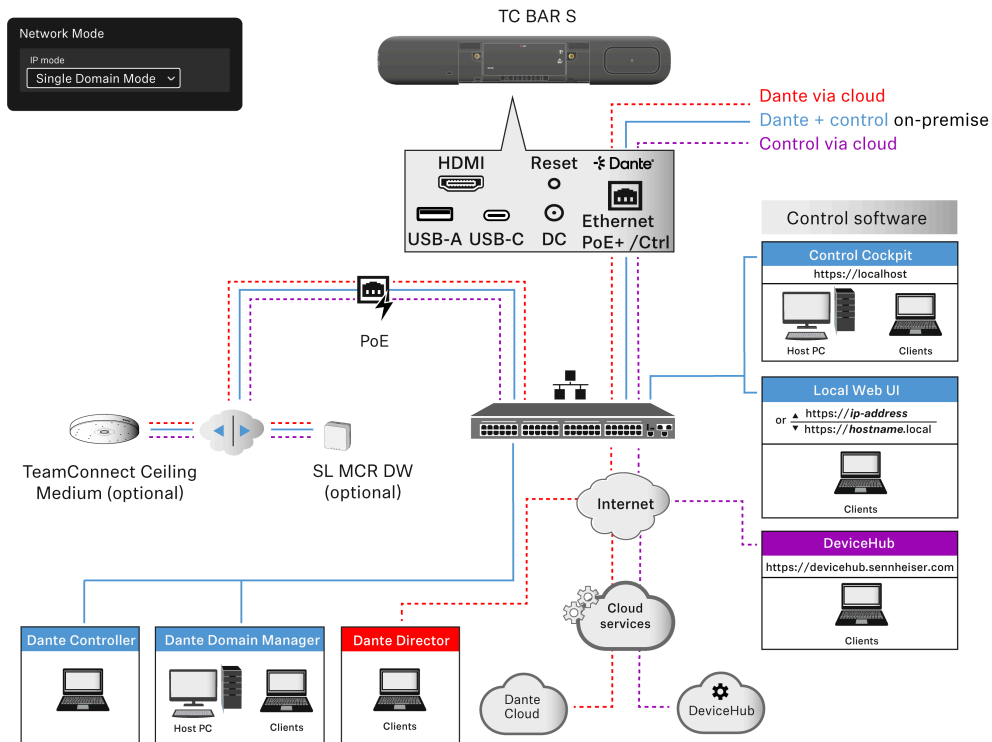 TC BAR S
Network Mode
IP mode
Single Domain Mode
Dante via cloud
Dante + control on-premise
Control via cloud
HDMI
Reset
Dante®
USB-A
USB-C
DC
Ethernet
PoE+ /Ctrl
Control software
Control Cockpit
https://localhost
Host PC
Clients
PoE
Local Web UI
or
https://ip-address
https://hostname.local
Clients
TeamConnect Ceiling
Medium (optional)
SL MCR DW
(optional)
Internet
DeviceHub
https://devicehub.sennheiser.com
Clients
Cloud
services
Dante Controller
Dante Domain Manager
Host PC
Clients
Dante Director
Clients
Dante
Cloud
DeviceHub